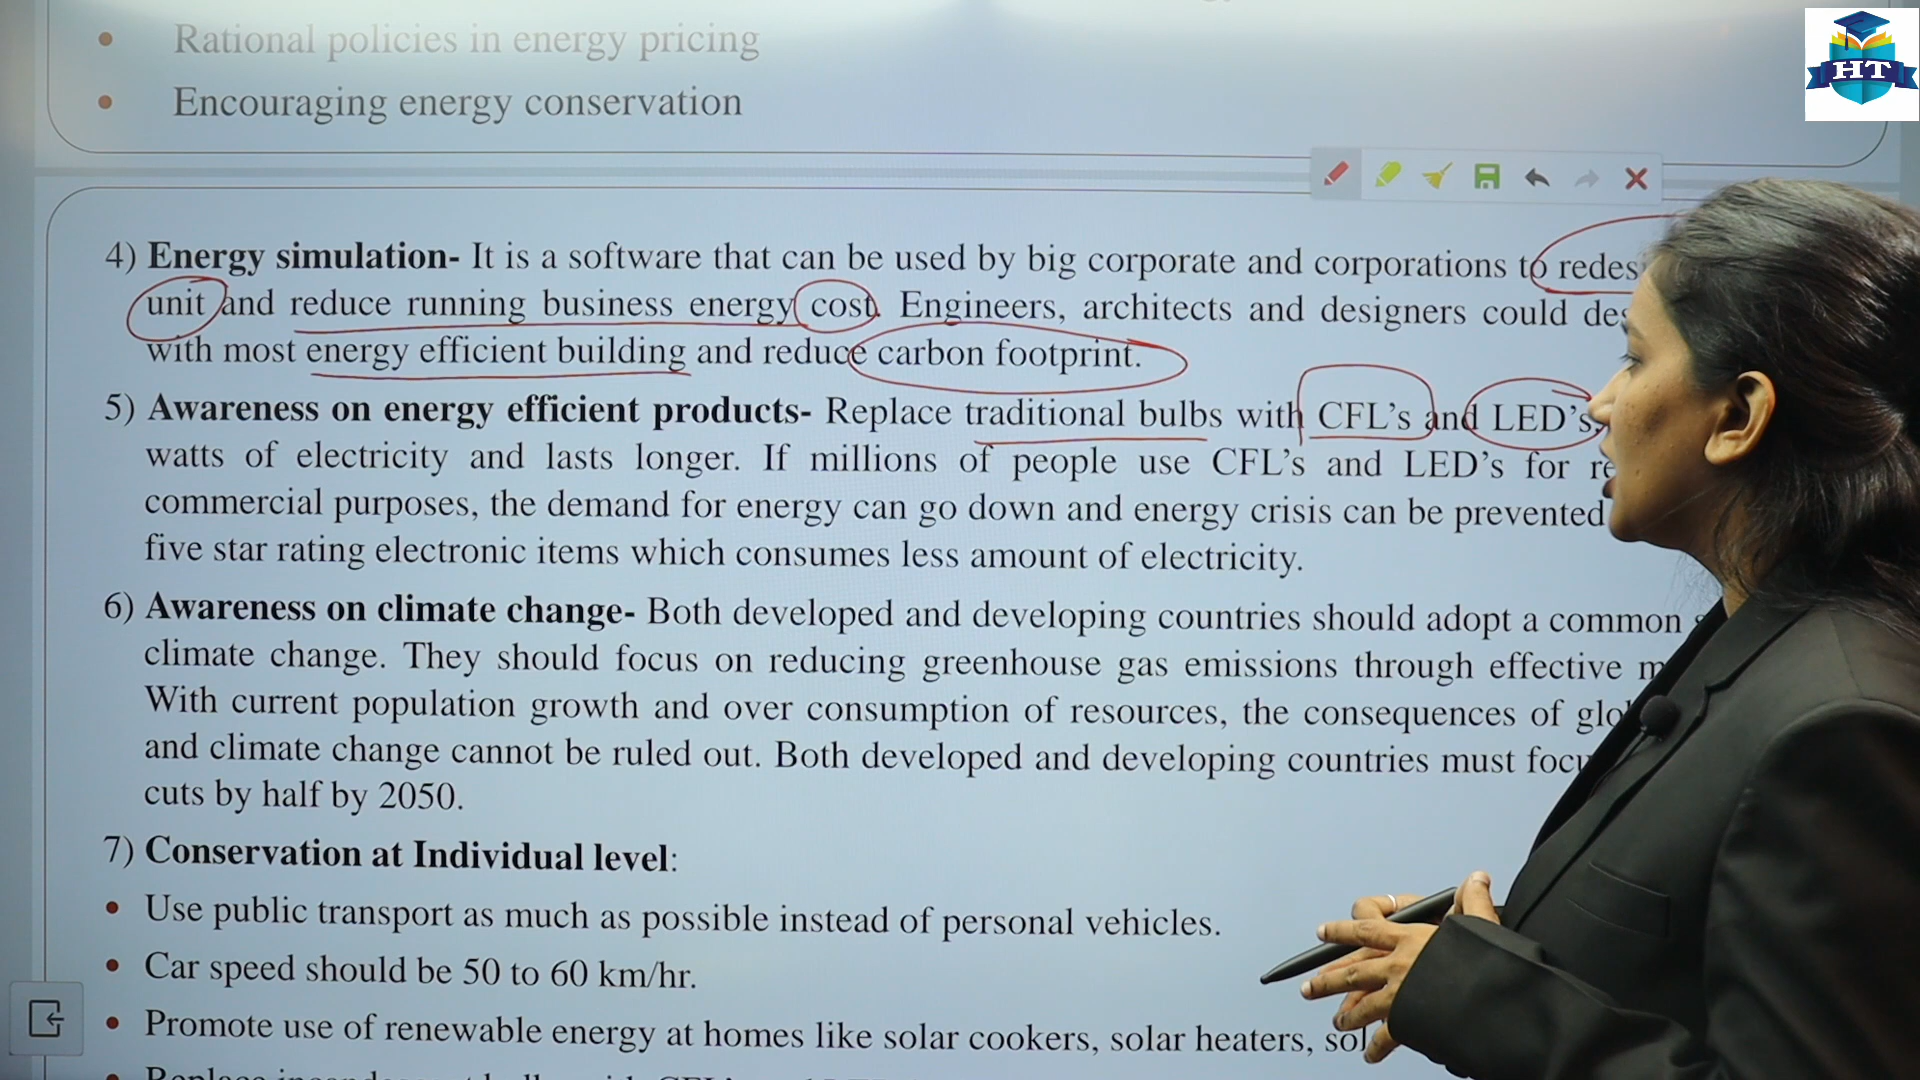 • Rational policies in energy pricing
• Encouraging energy conservation
HT
4) Energy simulation- It is a software that can be used by big corporate and corporations to
unit and reduce running business energy cost. Engineers, architects and designers could
with most energy efficient building and reduce carbon footprint.
5) Awareness on energy efficient products- Replace traditional bulbs with CFL's and LED's,
watts of electricity and lasts longer. If millions of people use CFL's and LED's for
commercial purposes, the demand for energy can go down and energy crisis can be prevented
five star rating electronic items which consumes less amount of electricity.
6) Awareness on climate change- Both developed and developing countries should adopt a common
climate change. They should focus on reducing greenhouse gas emissions through effective
With current population growth and over consumption of resources, the consequences of
and climate change cannot be ruled out. Both developed and developing countries must
cuts by half by 2050.
7) Conservation at Individual level:
• Use public transport as much as possible instead of personal vehicles.
• Car speed should be 50 to 60 km/hr.
• Promote use of renewable energy at homes like solar cookers, solar heaters,